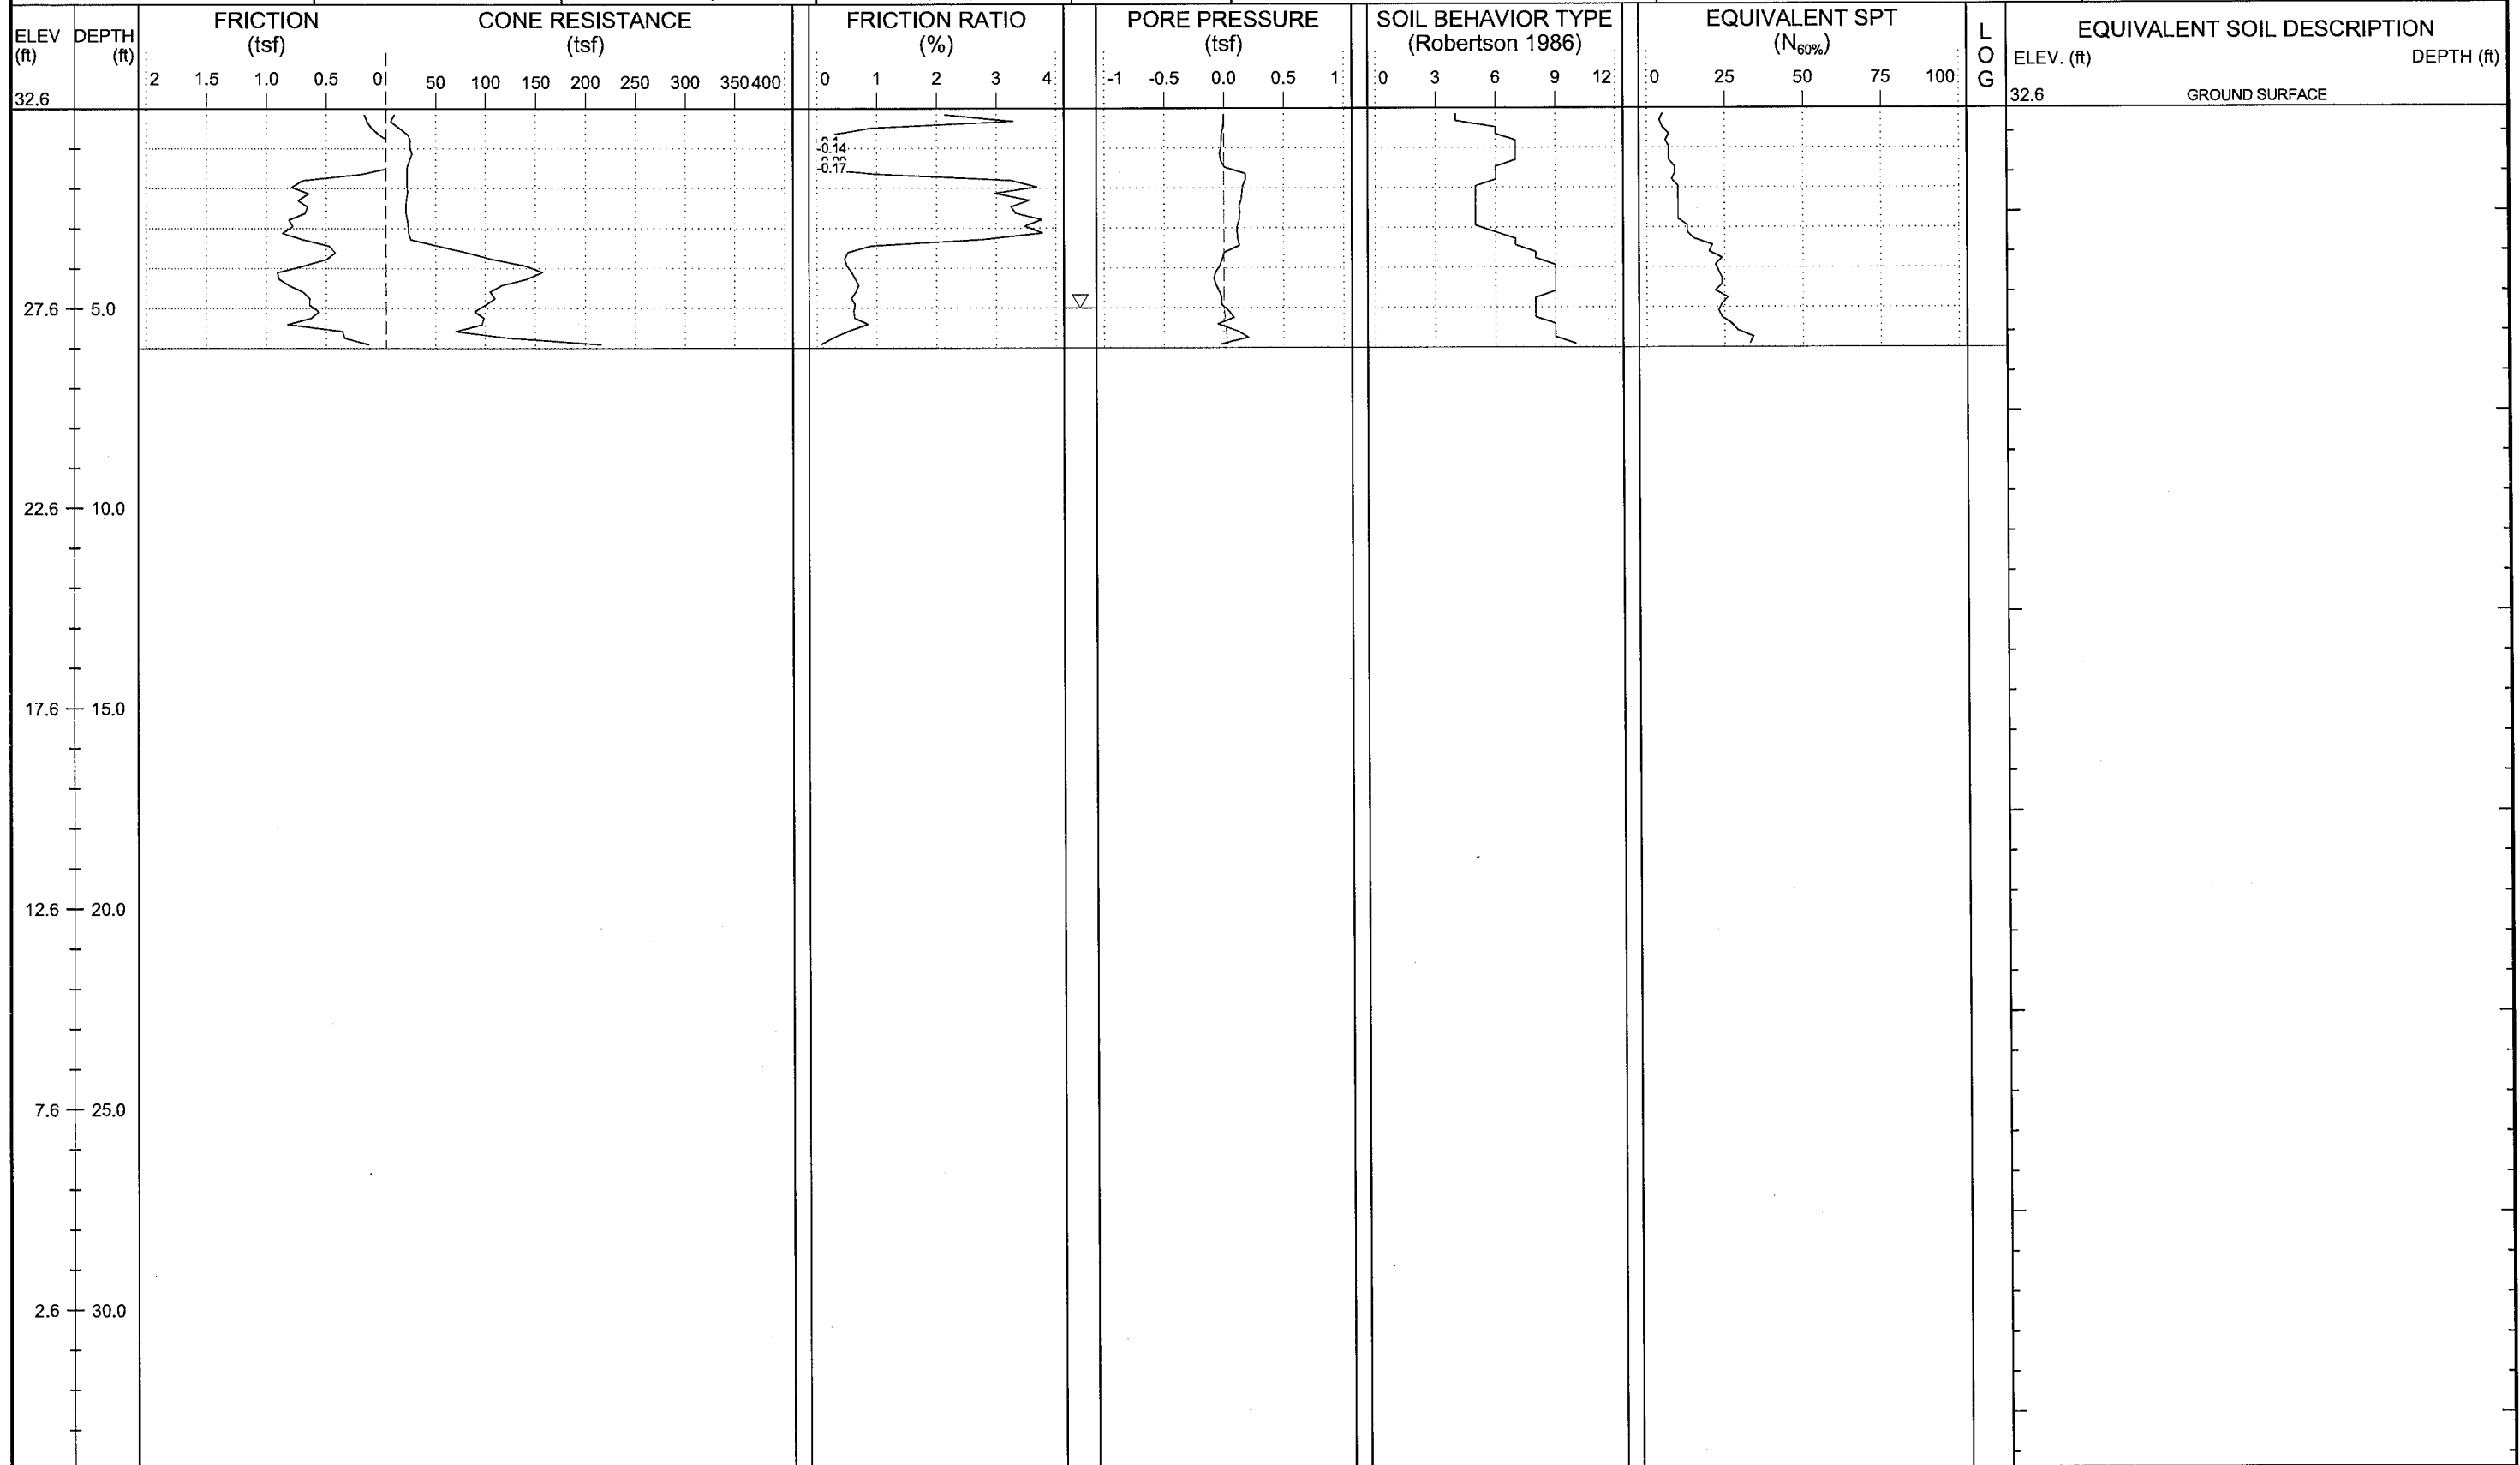 ELEV (ft)
32.6
DEPTH (ft)
FRICTION
(tsf)
2 1.5 1.0 0.5 0
CONE RESISTANCE
(tsf)
50 100 150 200 250 300 350 400
FRICTION RATIO
(%)
0 1 2 3 4
PORE PRESSURE
(tsf)
-1 -0.5 0.0 0.5 1
SOIL BEHAVIOR TYPE
(Robertson 1986)
0 3 6 9 12
EQUIVALENT SPT
(N60%)
0 25 50 75 100
LOG
EQUIVALENT SOIL DESCRIPTION
ELEV. (ft) DEPTH (ft)
32.6 GROUND SURFACE
-0.14
-0.17
27.6 5.0
22.6 10.0
17.6 15.0
12.6 20.0
7.6 25.0
2.6 30.0